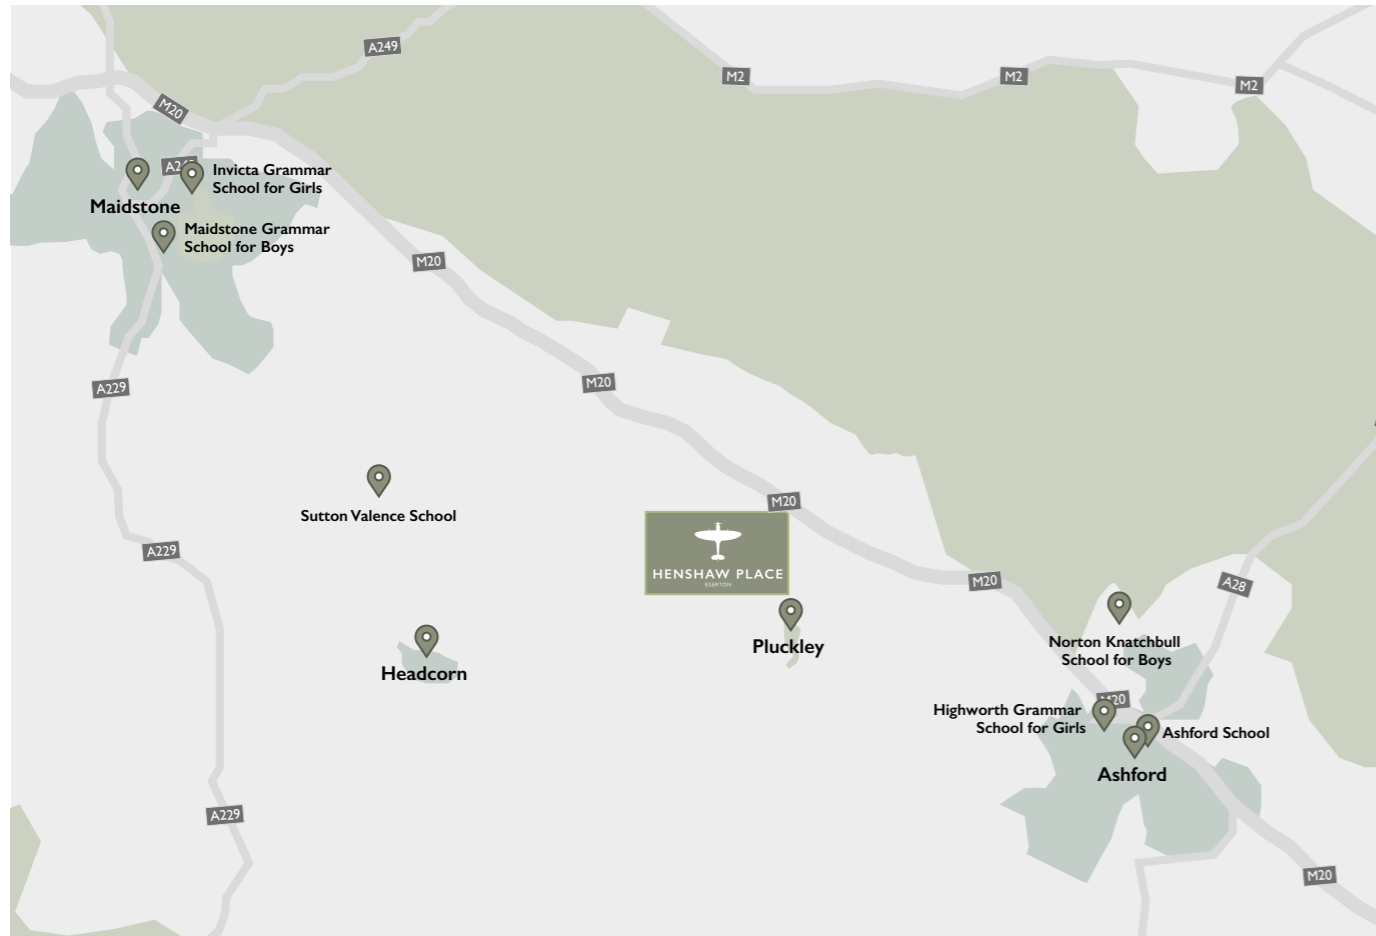 A249
M2
M2
M2
M20
Invicta Grammar
School for Girls
Maidstone
Maidstone Grammar
School for Boys
M20
A229
M20
Sutton Valence School
M20
A229
HENSHAW PLACE
EGERTON
M20
A28
Pluckley
Norton Knatchbull
School for Boys
Headcorn
M20
Highworth Grammar
School for Girls
Ashford School
Ashford
A229
M20